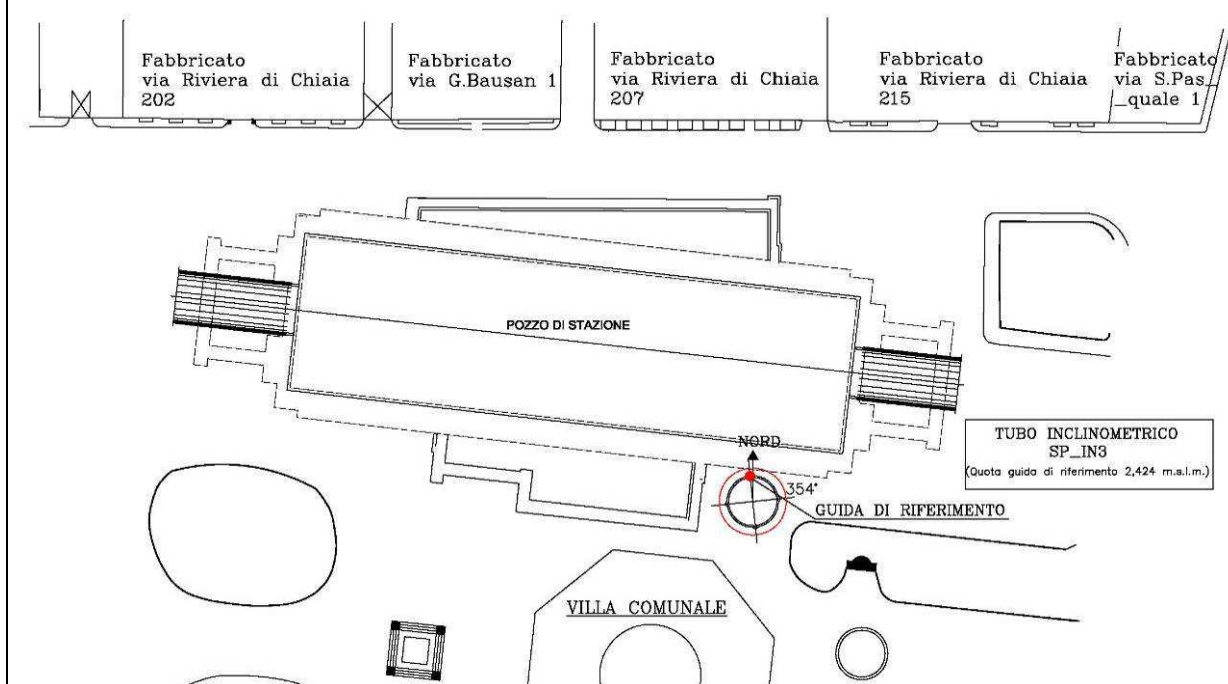 Fabbricato
via Riviera di Chiaia
202
Fabbricato
via G.Bausan 1
Fabbricato
via Riviera di Chiaia
207
Fabbricato
via Riviera di Chiaia
215
Fabbricato
via S.Pas_
_quale 1
POZZO DI STAZIONE
NORD
354°
GUIDA DI RIFERIMENTO
TUBO INCLINOMETRICO
SP_IN3
(Quota guida di riferimento 2,424 m.s.l.m.)
VILLA COMUNALE